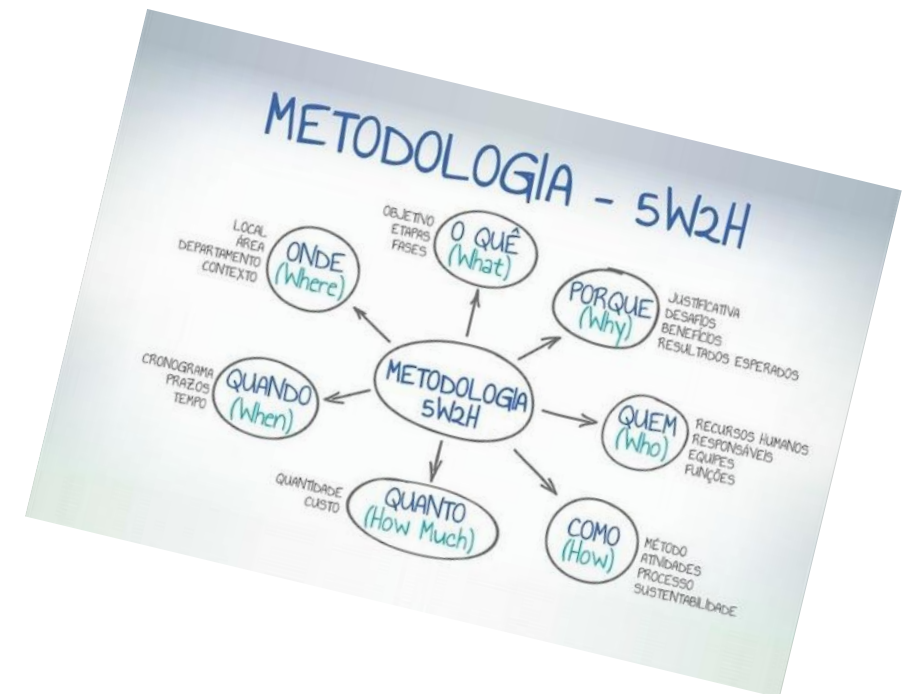 METODOLOGIA - 5W2H
OBJETIVO
ETAPAS
FASES
O QUÊ
(What)
LOCAL
ÁREA
DEPARTAMENTO
CONTEXTO
ONDE
(Where)
PORQUE
(Why)
JUSTIFICATIVA
DESAFIOS
BENEFÍCIOS
RESULTADOS ESPERADOS
METODOLOGIA
5W2H
CRONOGRAMA
PRAZOS
TEMPO
QUANDO
(When)
QUEM
(Who)
RECURSOS HUMANOS
RESPONSÁVEIS
EQUIPES
FUNÇÕES
QUANTIDADE
CUSTO
QUANTO
(How Much)
COMO
(How)
MÉTODO
ATIVIDADES
PROCESSO
SUSTENTABILIDADE